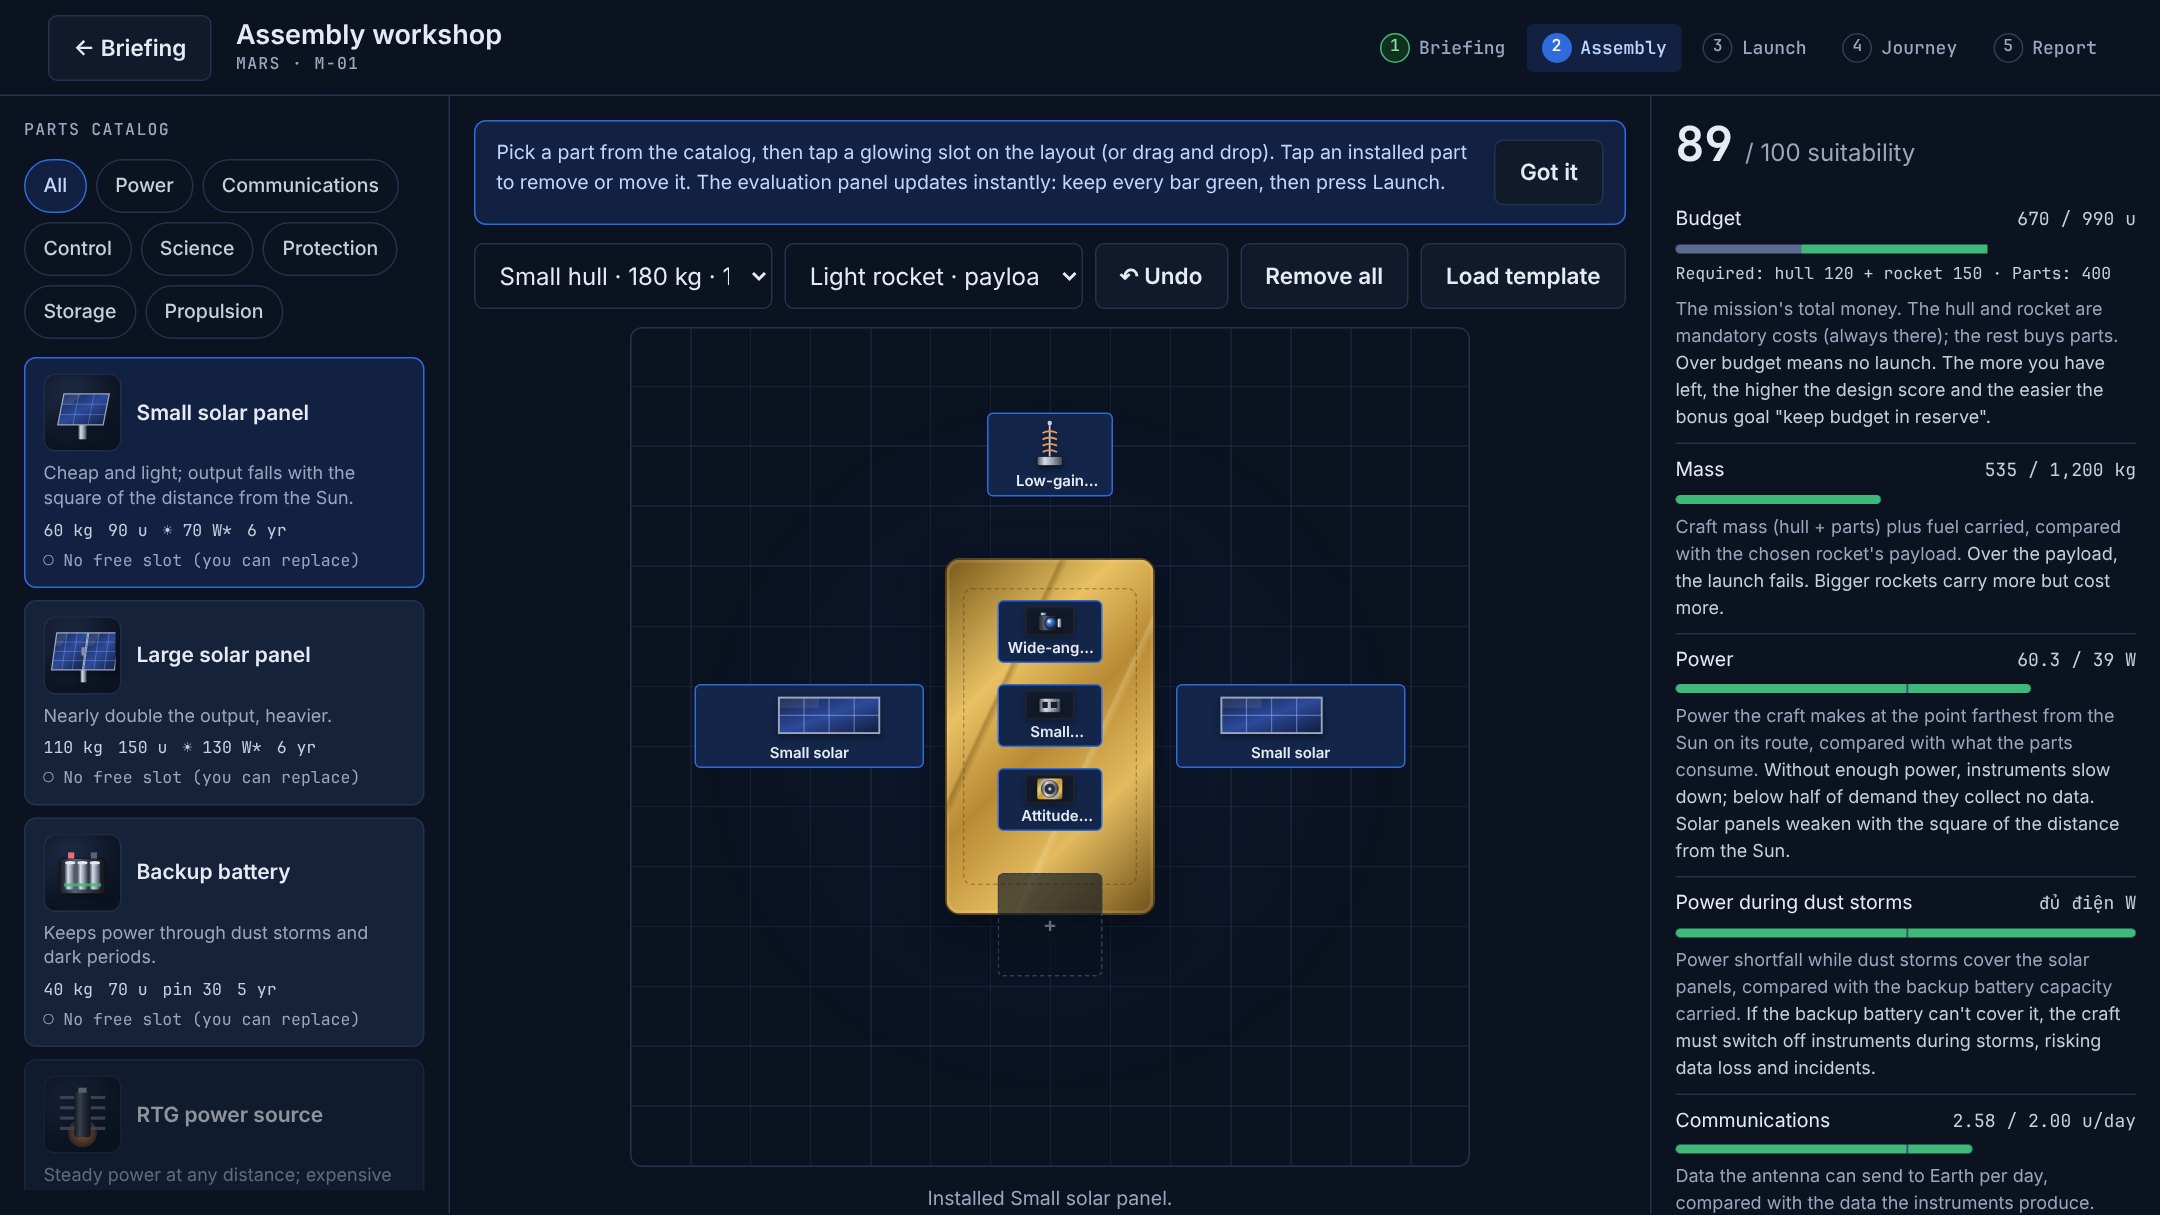 ← Briefing
Assembly workshop
MARS · M-01
1 Briefing
2 Assembly
3 Launch
4 Journey
5 Report
PARTS CATALOG
All
Power
Communications
Control
Science
Protection
Storage
Propulsion
Small solar panel
Cheap and light; output falls with the
square of the distance from the Sun.
60 kg 90 u ☀ 70 W* 6 yr
No free slot (you can replace)
Large solar panel
Nearly double the output, heavier.
110 kg 150 u ☀ 130 W* 6 yr
No free slot (you can replace)
Backup battery
Keeps power through dust storms and
dark periods.
40 kg 70 u pin 30 5 yr
No free slot (you can replace)
RTG power source
Steady power at any distance; expensive
Pick a part from the catalog, then tap a glowing slot on the layout (or drag and drop). Tap an installed part
to remove or move it. The evaluation panel updates instantly: keep every bar green, then press Launch.
Got it
Small hull · 180 kg · 1
Light rocket · payloa
↶ Undo
Remove all
Load template
Low-gain...
Wide-ang...
Small...
Attitude...
Small solar
Small solar
+
Installed Small solar panel.
89 / 100 suitability
Budget 670 / 990 u
Required: hull 120 + rocket 150 · Parts: 400
The mission's total money. The hull and rocket are
mandatory costs (always there); the rest buys parts.
Over budget means no launch. The more you have
left, the higher the design score and the easier the
bonus goal "keep budget in reserve".
Mass 535 / 1,200 kg
Craft mass (hull + parts) plus fuel carried, compared
with the chosen rocket's payload. Over the payload,
the launch fails. Bigger rockets carry more but cost
more.
Power 60.3 / 39 W
Power the craft makes at the point farthest from the
Sun on its route, compared with what the parts
consume. Without enough power, instruments slow
down; below half of demand they collect no data.
Solar panels weaken with the square of the distance
from the Sun.
Power during dust storms đủ điện W
Power shortfall while dust storms cover the solar
panels, compared with the backup battery capacity
carried. If the backup battery can't cover it, the craft
must switch off instruments during storms, risking
data loss and incidents.
Communications 2.58 / 2.00 u/day
Data the antenna can send to Earth per day,
compared with the data the instruments produce.